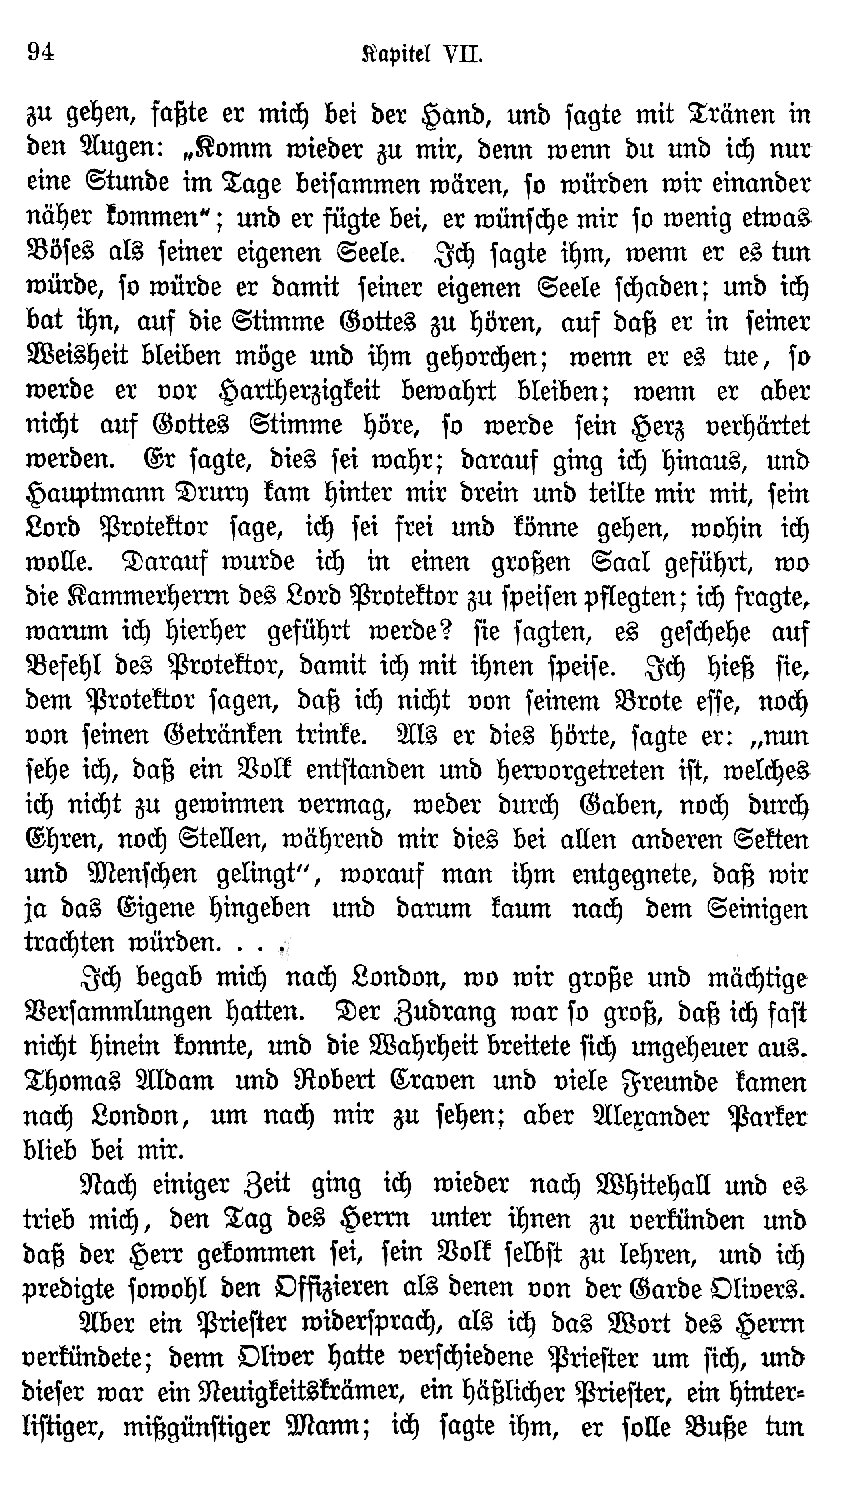 94
Kapitel VII.
zu gehen, faßte er mich bei der Hand, und sagte mit Tränen in
den Augen: „Komm wieder zu mir, denn wenn du und ich nur
eine Stunde im Tage beisammen wären, so würden wir einander
näher kommen“; und er fügte bei, er wünsche mir so wenig etwas
Böses als seiner eigenen Seele. Ich sagte ihm, wenn er es tun
würde, so würde er damit seiner eigenen Seele schaden; und ich
bat ihn, auf die Stimme Gottes zu hören, auf daß er in seiner
Weisheit bleiben möge und ihm gehorchen; wenn er es tue, so
werde er vor Hartherzigkeit bewahrt bleiben; wenn er aber
nicht auf Gottes Stimme höre, so werde sein Herz verhärtet
werden. Er sagte, dies sei wahr; darauf ging ich hinaus, und
Hauptmann Drury kam hinter mir drein und teilte mir mit, sein
Lord Protektor sage, ich sei frei und könne gehen, wohin ich
wolle. Darauf wurde ich in einen großen Saal geführt, wo
die Kammerherrn des Lord Protektor zu speisen pflegten; ich fragte,
warum ich hierher geführt werde? sie sagten, es geschehe auf
Befehl des Protektor, damit ich mit ihnen speise. Ich hieß sie,
dem Protektor sagen, daß ich nicht von seinem Brote esse, noch
von seinen Getränken trinke. Als er dies hörte, sagte er: „nun
sehe ich, daß ein Volk entstanden und hervorgetreten ist, welches
ich nicht zu gewinnen vermag, weder durch Gaben, noch durch
Ehren, noch Stellen, während mir dies bei allen anderen Sekten
und Menschen gelingt“, worauf man ihm entgegnete, daß wir
ja das Eigene hingeben und darum kaum nach dem Seinigen
trachten würden. . . .
Ich begab mich nach London, wo wir große und mächtige
Versammlungen hatten. Der Zudrang war so groß, daß ich fast
nicht hinein konnte, und die Wahrheit breitete sich ungeheuer aus.
Thomas Aldam und Robert Craven und viele Freunde kamen
nach London, um nach mir zu sehen; aber Alexander Parker
blieb bei mir.
Nach einiger Zeit ging ich wieder nach Whitehall und es
trieb mich, den Tag des Herrn unter ihnen zu verkünden und
daß der Herr gekommen sei, sein Volk selbst zu lehren, und ich
predigte sowohl den Offizieren als denen von der Garde Olivers.
Aber ein Priester widersprach, als ich das Wort des Herrn
verkündete; denn Oliver hatte verschiedene Priester um sich, und
dieser war ein Neuigkeitskrämer, ein häßlicher Priester, ein hinter-
listiger, mißgünstiger Mann; ich sagte ihm, er solle Buße tun